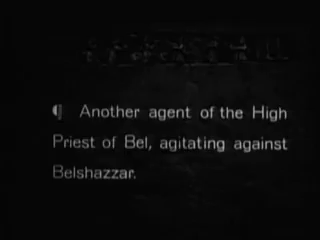 ¶ Another agent of the High
Priest of Bel, agitating against
Belshazzar.